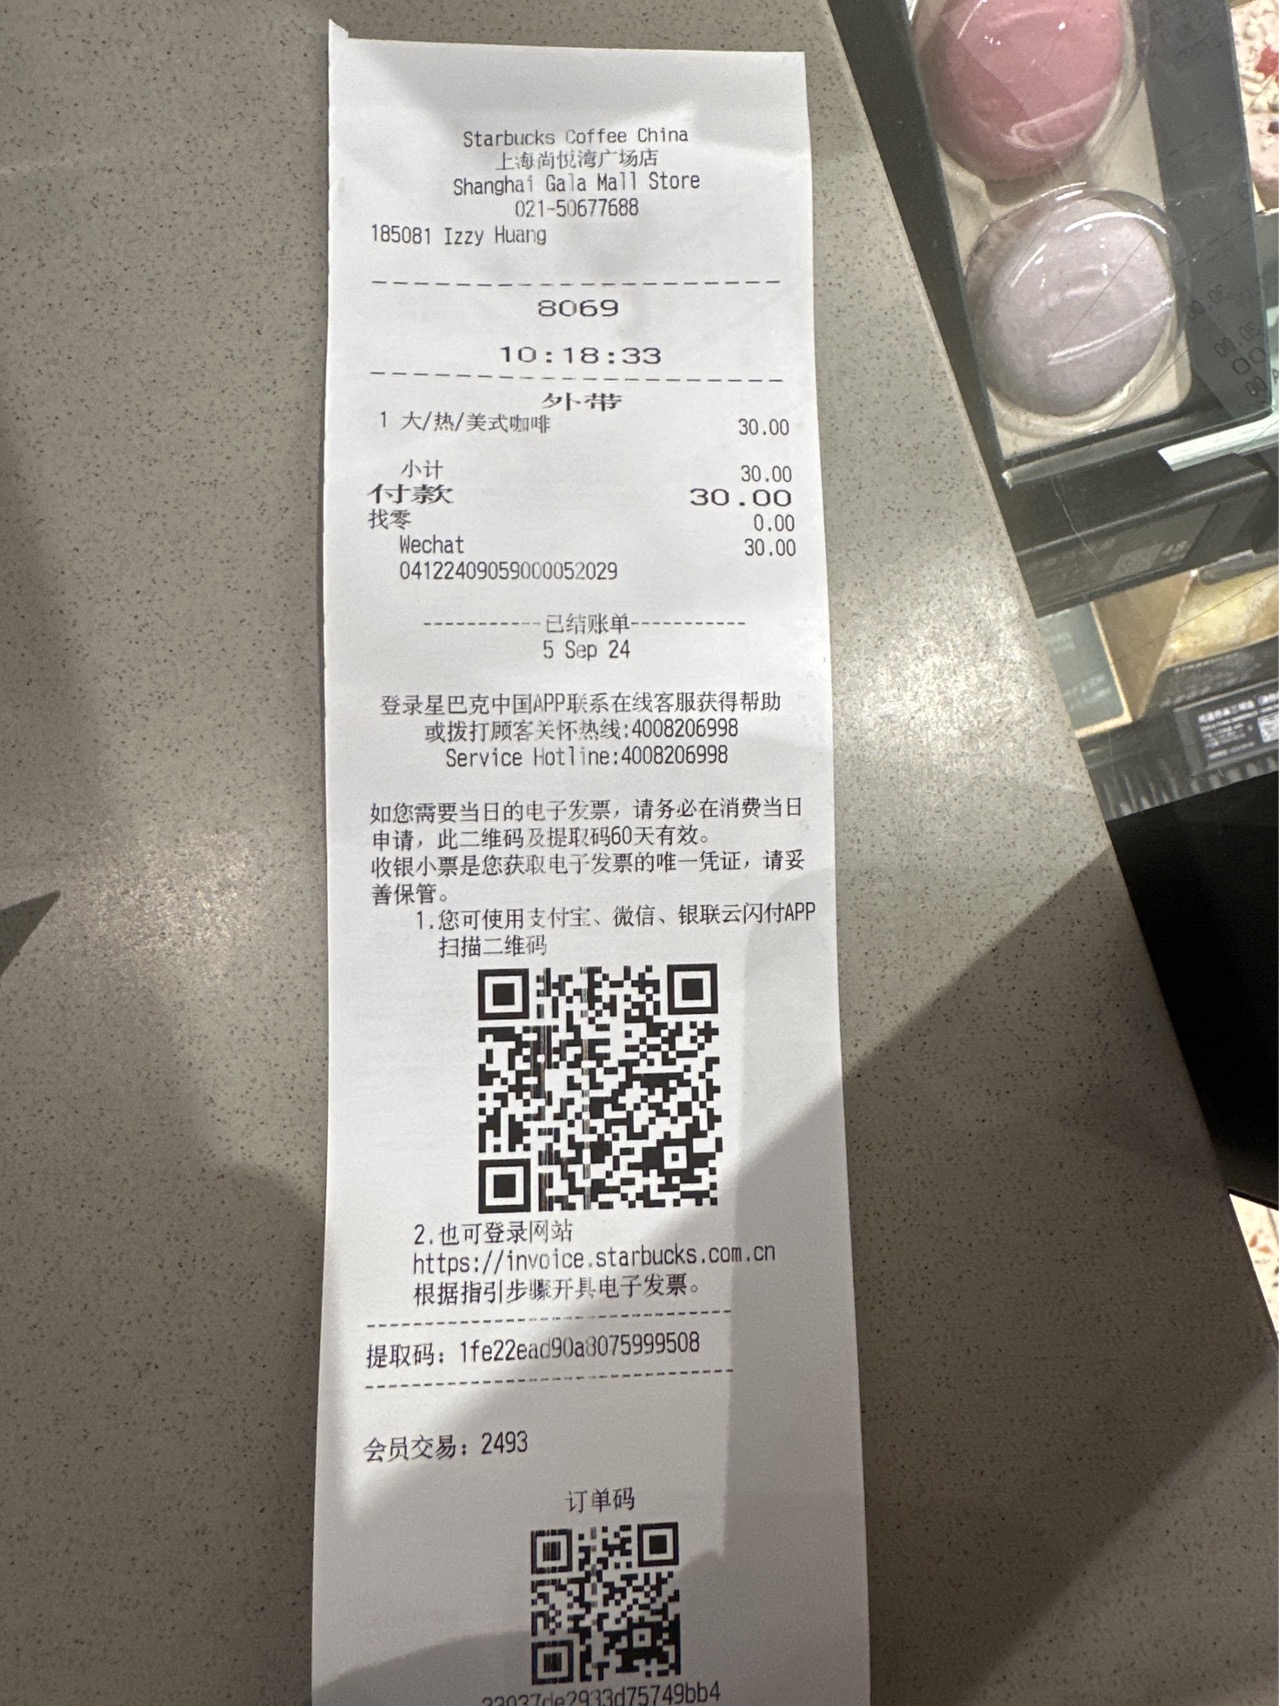 Starbucks Coffee China
上海尚悦湾广场店
Shanghai Gala Mall Store
021-50677688
185081 Izzy Huang
8069
10:18:33
外带
1 大/热/美式咖啡 30.00
小计 30.00
付款 30.00
找零 0.00
Wechat 30.00
04122409059000052029
-----------已结账单-----------
5 Sep 24
登录星巴克中国APP联系在线客服获得帮助
或拨打顾客关怀热线:4008206998
Service Hotline:4008206998
如您需要当日的电子发票，请务必在消费当日
申请，此二维码及提取码60天有效。
收银小票是您获取电子发票的唯一凭证，请妥
善保管。
1.您可使用支付宝、微信、银联云闪付APP
扫描二维码
2.也可登录网站
https://invoice.starbucks.com.cn
根据指引步骤开具电子发票。
提取码：1fe22ead90a8075999508
会员交易：2493
订单码
33037de2933d75749bb4